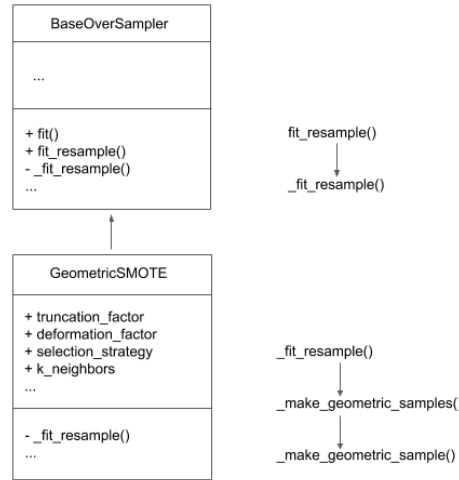 BaseOverSampler
...
+ fit()
+ fit_resample()
- _fit_resample()
...
fit_resample()
_fit_resample()
GeometricSMOTE
+ truncation_factor
+ deformation_factor
+ selection_strategy
+ k_neighbors
...
- _fit_resample()
...
_fit_resample()
_make_geometric_samples()
_make_geometric_sample()